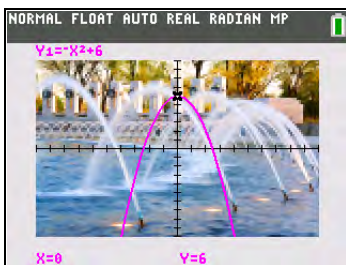 NORMAL FLOAT AUTO REAL RADIAN MP
Y₁=⁻X²+6
X=0 Y=6